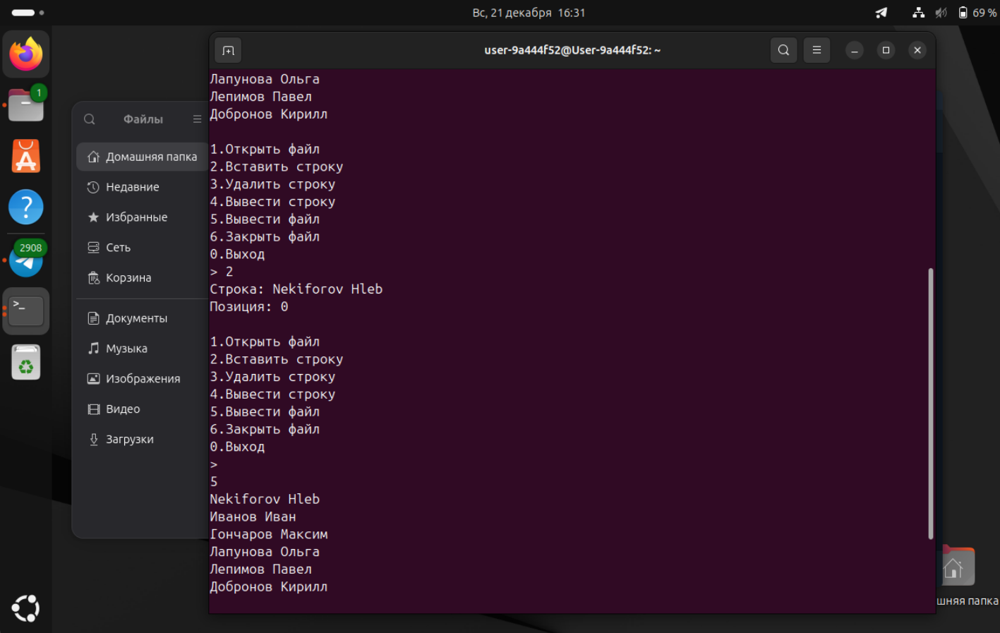 Вс, 21 декабря 16:31
69 %
user-9a444f52@User-9a444f52: ~
1
2908
Файлы
Домашняя папка
Недавние
Избранные
Сеть
Корзина
Документы
Музыка
Изображения
Видео
Загрузки
Лапунова Ольга
Лепимов Павел
Добронов Кирилл
1.Открыть файл
2.Вставить строку
3.Удалить строку
4.Вывести строку
5.Вывести файл
6.Закрыть файл
0.Выход
> 2
Строка: Nekiforov Hleb
Позиция: 0
1.Открыть файл
2.Вставить строку
3.Удалить строку
4.Вывести строку
5.Вывести файл
6.Закрыть файл
0.Выход
>
5
Nekiforov Hleb
Иванов Иван
Гончаров Максим
Лапунова Ольга
Лепимов Павел
Добронов Кирилл
шняя папка